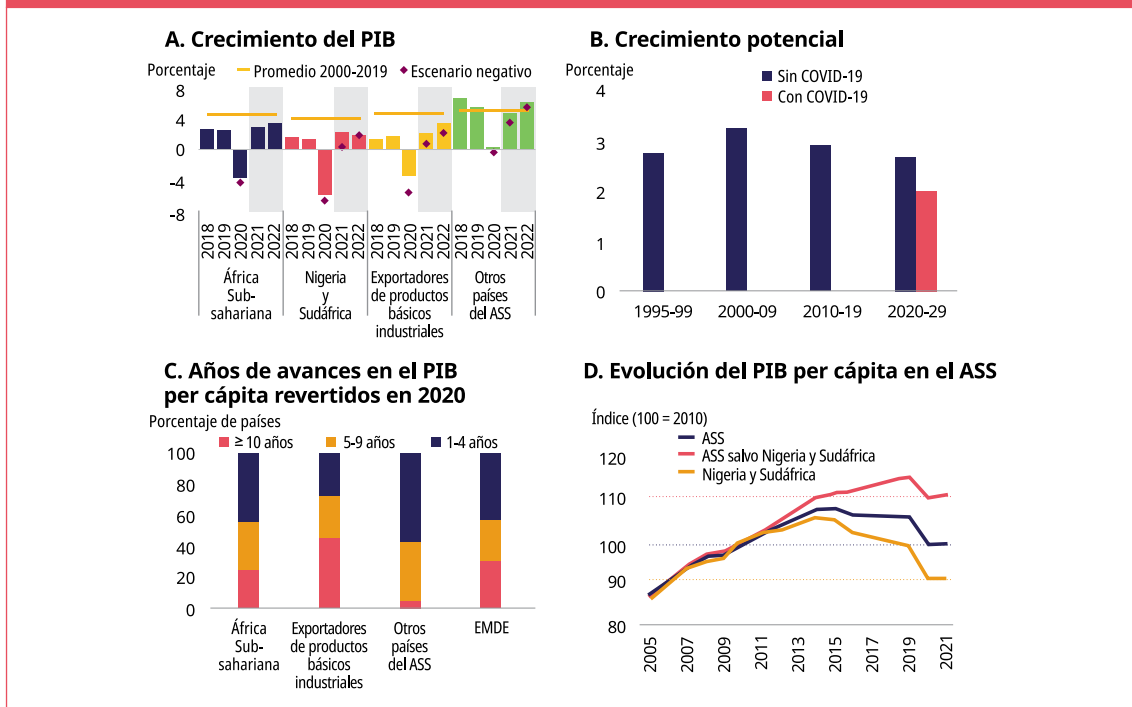 A. Crecimiento del PIB
Porcentaje
Promedio 2000-2019
Escenario negativo
8
4
0
-4
-8
2018
2019
2020
2021
2022
2018
2019
2020
2021
2022
2018
2019
2020
2021
2022
2018
2019
2020
2021
2022
África
Sub-
sahariana
Nigeria
y
Sudáfrica
Exportadores
de productos
básicos
industriales
Otros
países
del ASS
B. Crecimiento potencial
Porcentaje
Sin COVID-19
Con COVID-19
4
3
2
1
0
1995-99
2000-09
2010-19
2020-29
C. Años de avances en el PIB
per cápita revertidos en 2020
Porcentaje de países
≥ 10 años
5-9 años
1-4 años
100
80
60
40
20
0
África
Sub-
sahariana
Exportadores
de productos
básicos
industriales
Otros
países
del ASS
EMDE
D. Evolución del PIB per cápita en el ASS
Índice (100 = 2010)
ASS
ASS salvo Nigeria y Sudáfrica
Nigeria y Sudáfrica
120
110
100
90
80
2005
2007
2009
2011
2013
2015
2017
2019
2021